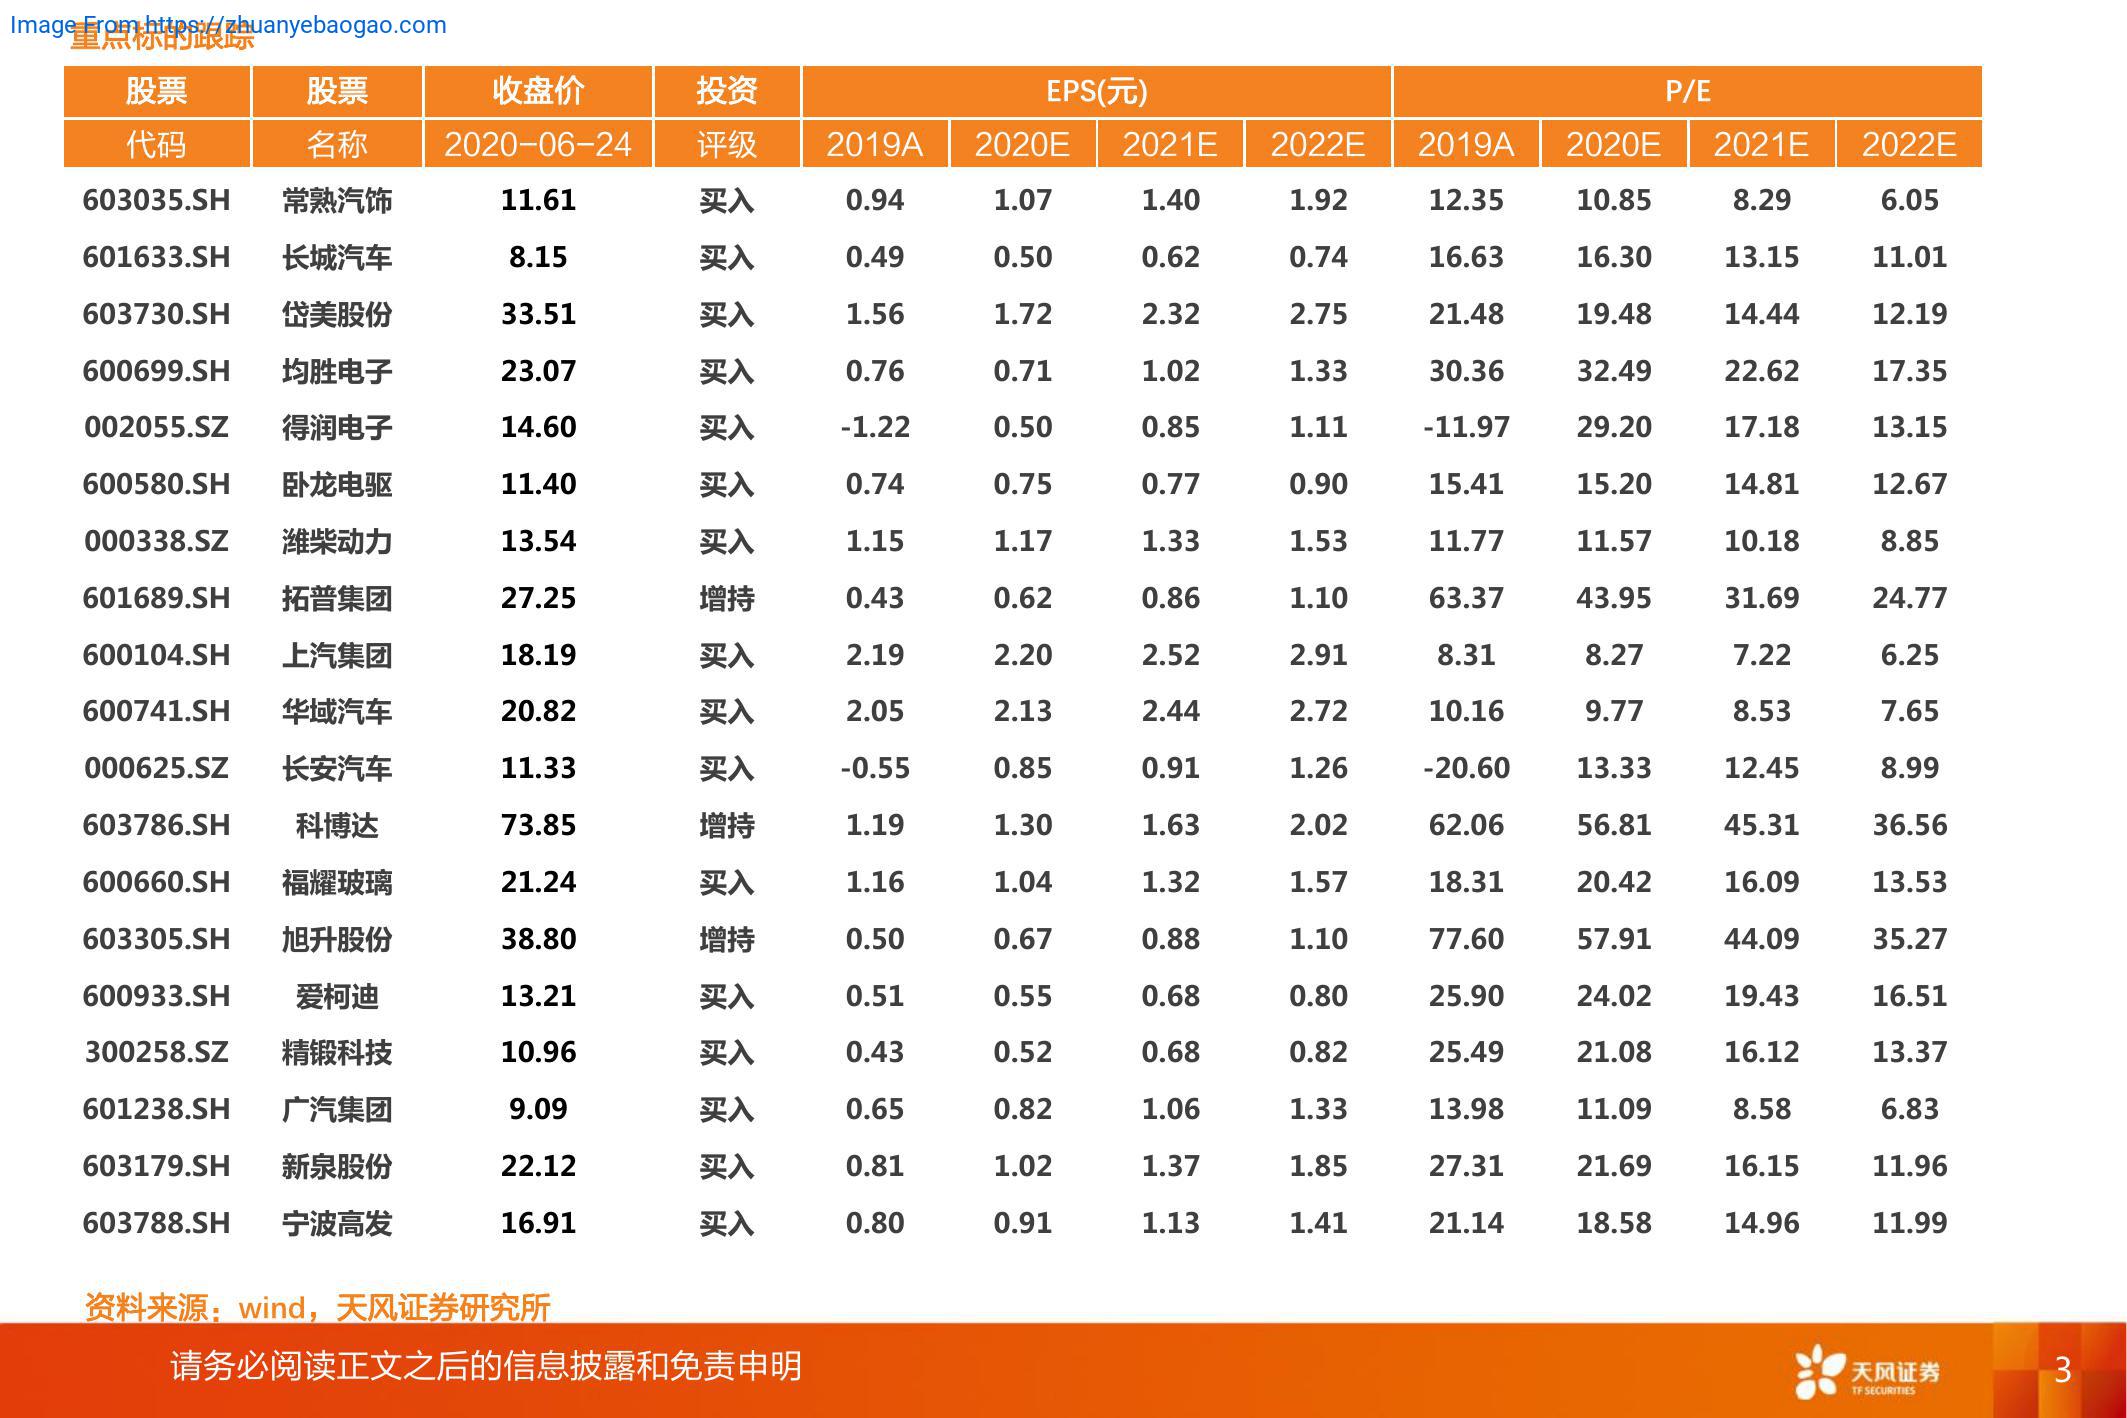 Image From https://zhuanyebaogao.com
重点标的跟踪
股票 股票 收盘价 投资 EPS(元) P/E
代码 名称 2020-06-24 评级 2019A 2020E 2021E 2022E 2019A 2020E 2021E 2022E
603035.SH 常熟汽饰 11.61 买入 0.94 1.07 1.40 1.92 12.35 10.85 8.29 6.05
601633.SH 长城汽车 8.15 买入 0.49 0.50 0.62 0.74 16.63 16.30 13.15 11.01
603730.SH 岱美股份 33.51 买入 1.56 1.72 2.32 2.75 21.48 19.48 14.44 12.19
600699.SH 均胜电子 23.07 买入 0.76 0.71 1.02 1.33 30.36 32.49 22.62 17.35
002055.SZ 得润电子 14.60 买入 -1.22 0.50 0.85 1.11 -11.97 29.20 17.18 13.15
600580.SH 卧龙电驱 11.40 买入 0.74 0.75 0.77 0.90 15.41 15.20 14.81 12.67
000338.SZ 潍柴动力 13.54 买入 1.15 1.17 1.33 1.53 11.77 11.57 10.18 8.85
601689.SH 拓普集团 27.25 增持 0.43 0.62 0.86 1.10 63.37 43.95 31.69 24.77
600104.SH 上汽集团 18.19 买入 2.19 2.20 2.52 2.91 8.31 8.27 7.22 6.25
600741.SH 华域汽车 20.82 买入 2.05 2.13 2.44 2.72 10.16 9.77 8.53 7.65
000625.SZ 长安汽车 11.33 买入 -0.55 0.85 0.91 1.26 -20.60 13.33 12.45 8.99
603786.SH 科博达 73.85 增持 1.19 1.30 1.63 2.02 62.06 56.81 45.31 36.56
600660.SH 福耀玻璃 21.24 买入 1.16 1.04 1.32 1.57 18.31 20.42 16.09 13.53
603305.SH 旭升股份 38.80 增持 0.50 0.67 0.88 1.10 77.60 57.91 44.09 35.27
600933.SH 爱柯迪 13.21 买入 0.51 0.55 0.68 0.80 25.90 24.02 19.43 16.51
300258.SZ 精锻科技 10.96 买入 0.43 0.52 0.68 0.82 25.49 21.08 16.12 13.37
601238.SH 广汽集团 9.09 买入 0.65 0.82 1.06 1.33 13.98 11.09 8.58 6.83
603179.SH 新泉股份 22.12 买入 0.81 1.02 1.37 1.85 27.31 21.69 16.15 11.96
603788.SH 宁波高发 16.91 买入 0.80 0.91 1.13 1.41 21.14 18.58 14.96 11.99
资料来源：wind，天风证券研究所
请务必阅读正文之后的信息披露和免责申明
天风证券
TF SECURITIES
3